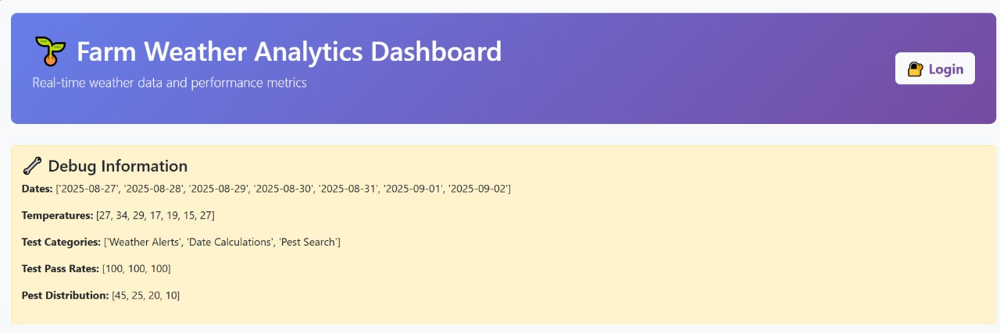 Farm Weather Analytics Dashboard
Real-time weather data and performance metrics
Login
Debug Information
Dates: ['2025-08-27', '2025-08-28', '2025-08-29', '2025-08-30', '2025-08-31', '2025-09-01', '2025-09-02']
Temperatures: [27, 34, 29, 17, 19, 15, 27]
Test Categories: ['Weather Alerts', 'Date Calculations', 'Pest Search']
Test Pass Rates: [100, 100, 100]
Pest Distribution: [45, 25, 20, 10]